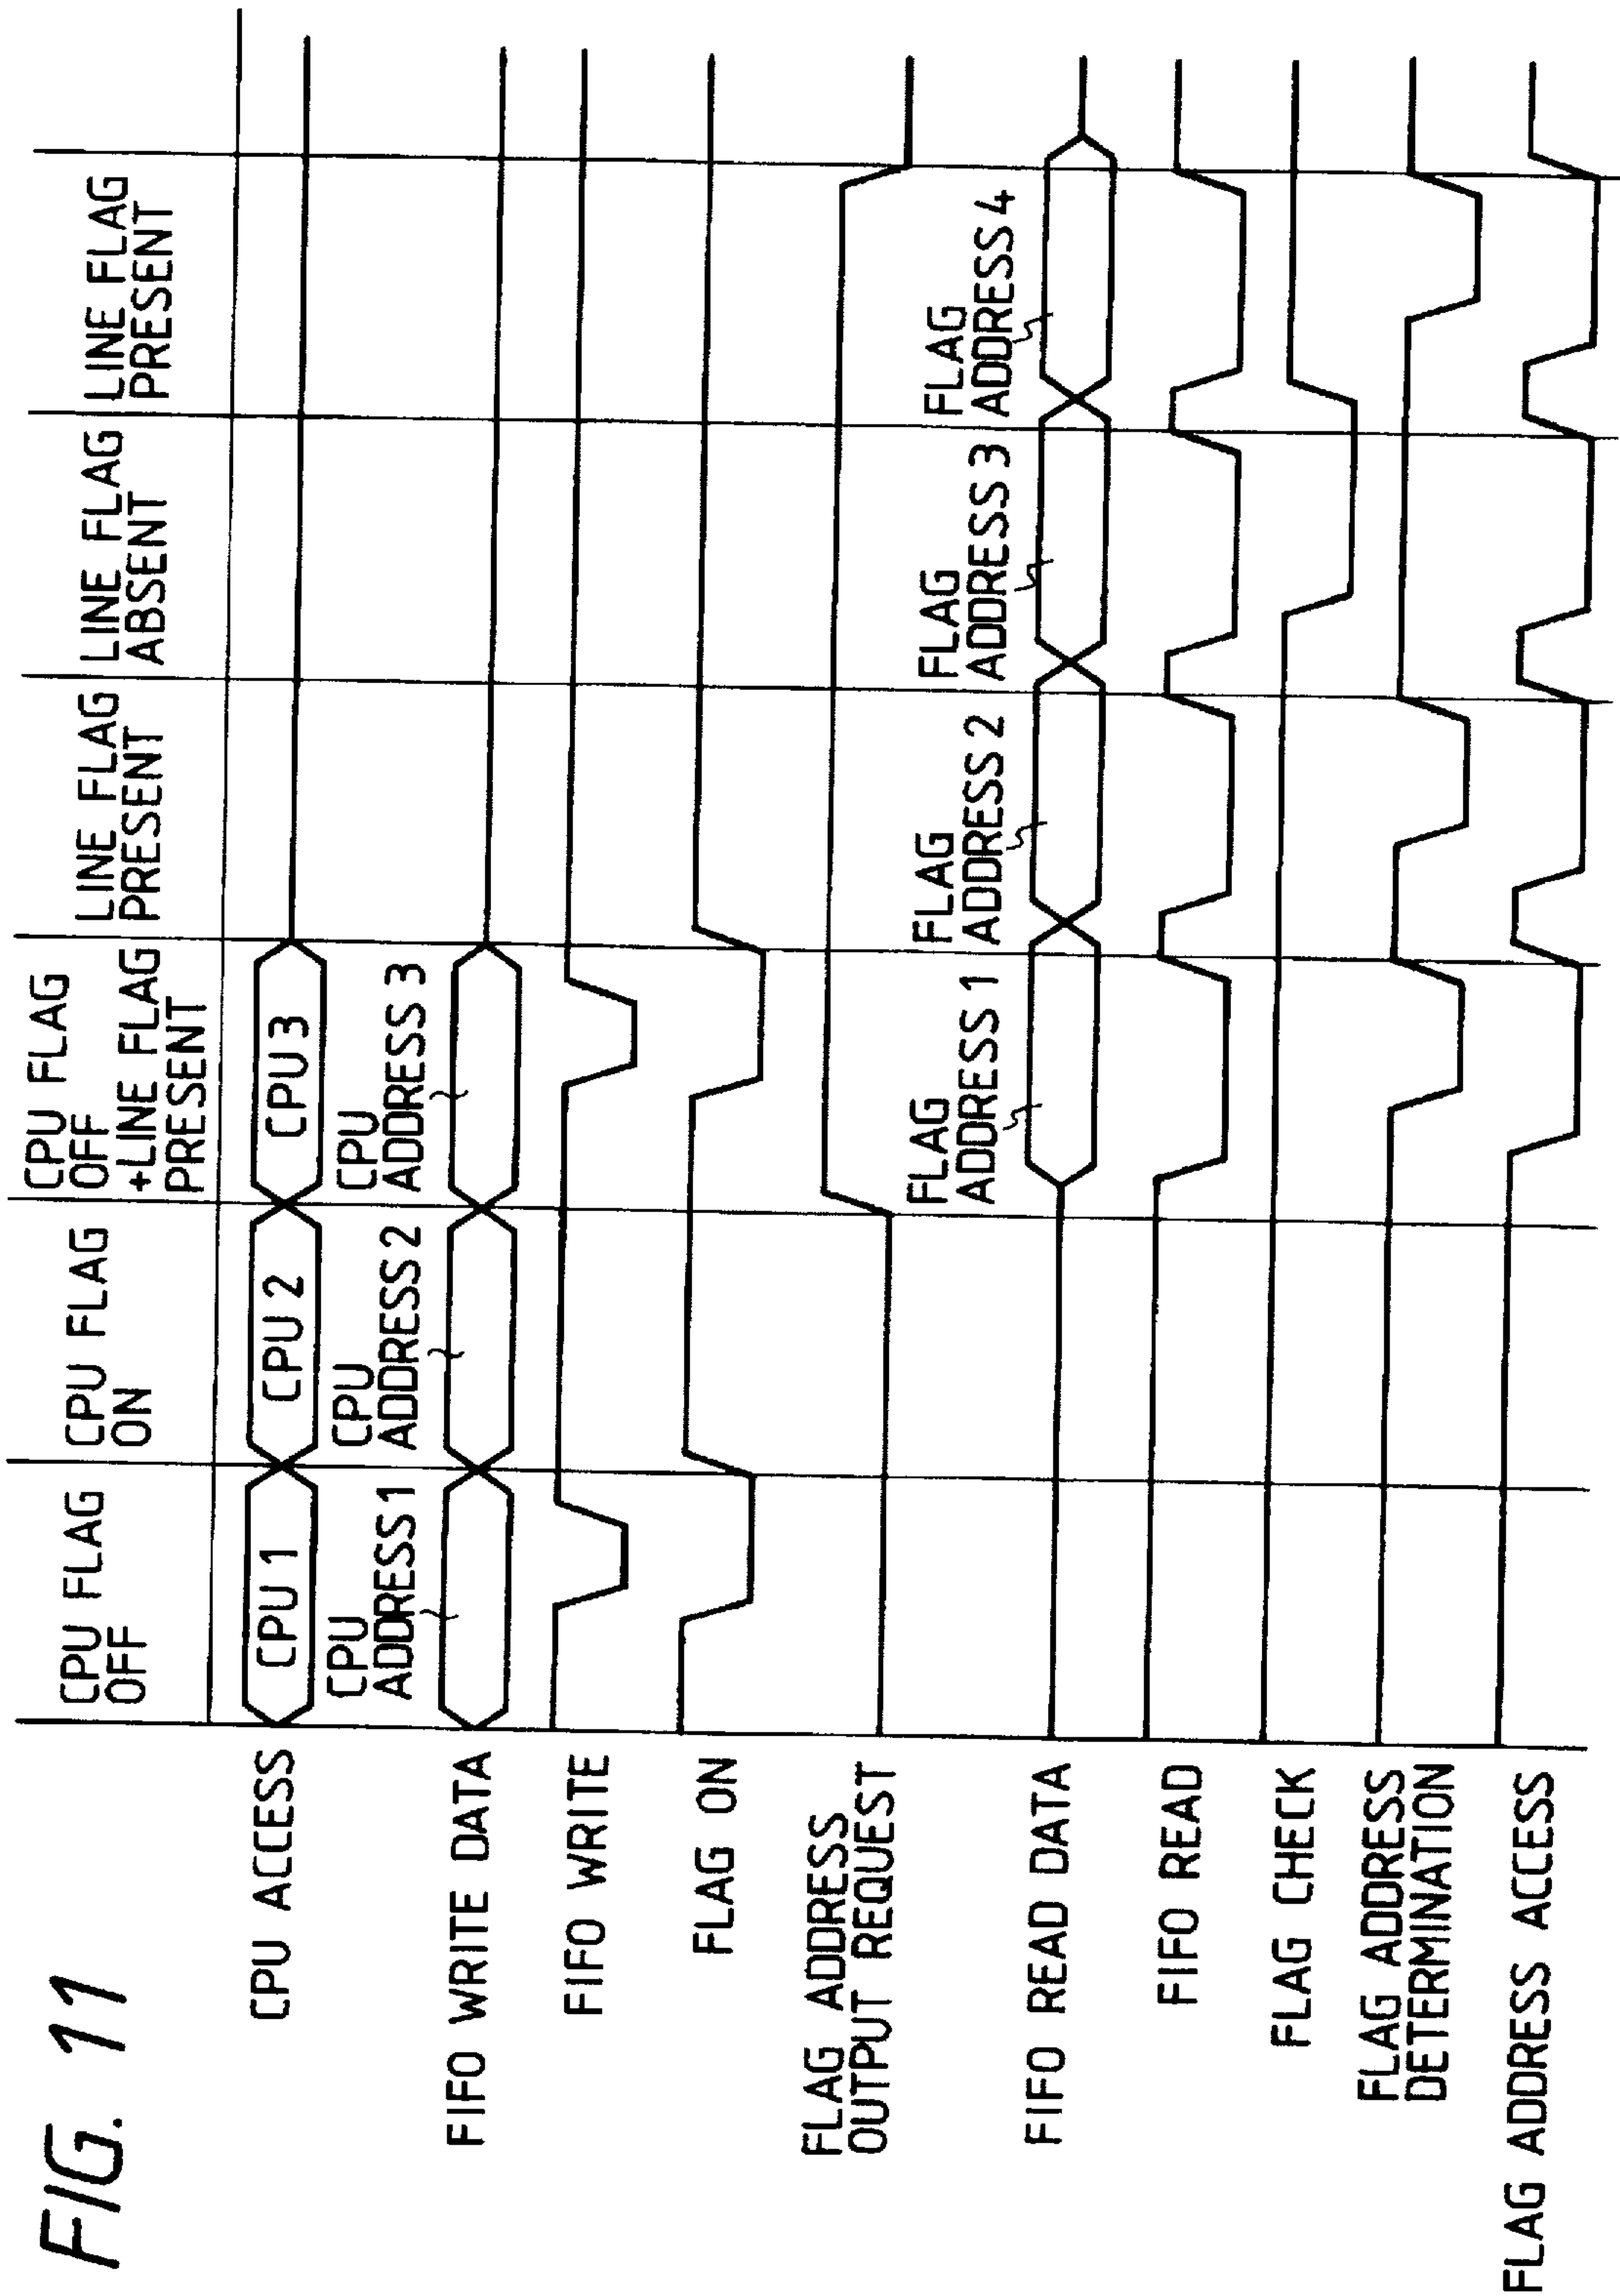 FIG. 11
CPU FLAG
OFF
CPU FLAG
ON
CPU FLAG
OFF
+LINE FLAG
PRESENT
LINE FLAG
PRESENT
LINE FLAG
ABSENT
LINE FLAG
PRESENT
CPU ACCESS
CPU 1
CPU 2
CPU 3
FIFO WRITE DATA
CPU
ADDRESS 1
CPU
ADDRESS 2
CPU
ADDRESS 3
FIFO WRITE
FLAG ON
FLAG ADDRESS
OUTPUT REQUEST
FIFO READ DATA
FLAG
ADDRESS 1
FLAG
ADDRESS 2
FLAG
ADDRESS 3
FLAG
ADDRESS 4
FIFO READ
FLAG CHECK
FLAG ADDRESS
DETERMINATION
FLAG ADDRESS ACCESS